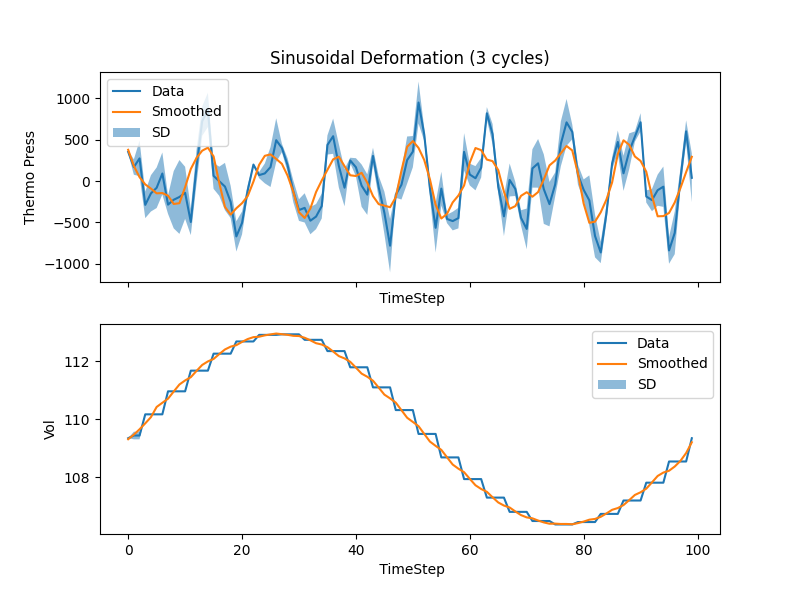 Sinusoidal Deformation (3 cycles)
Data
Smoothed
SD
1000
500
0
−500
−1000
Thermo Press
TimeStep
Data
Smoothed
SD
112
110
108
Vol
0
20
40
60
80
100
TimeStep